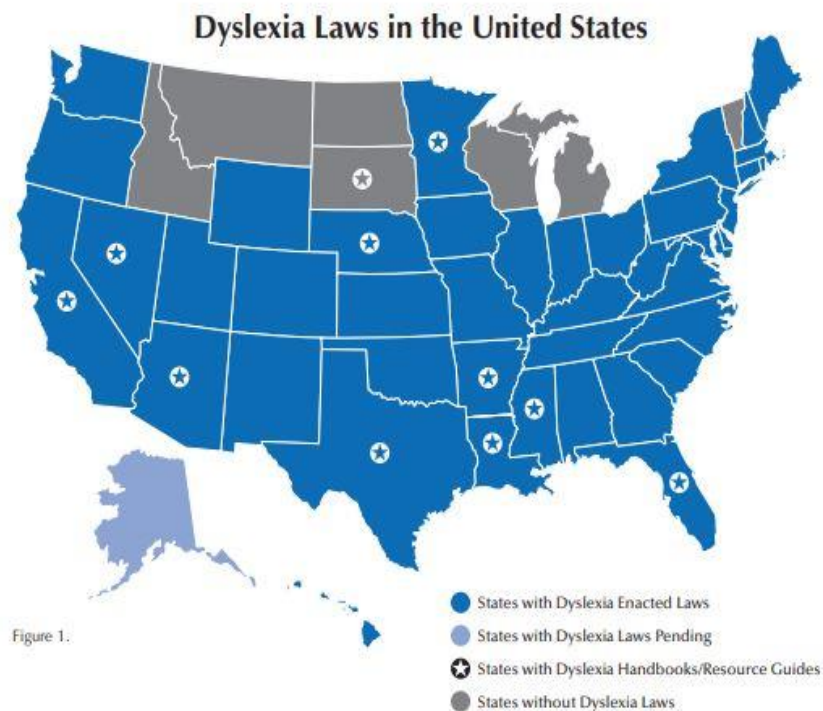 Dyslexia Laws in the United States
Figure 1.
States with Dyslexia Enacted Laws
States with Dyslexia Laws Pending
States with Dyslexia Handbooks/Resource Guides
States without Dyslexia Laws